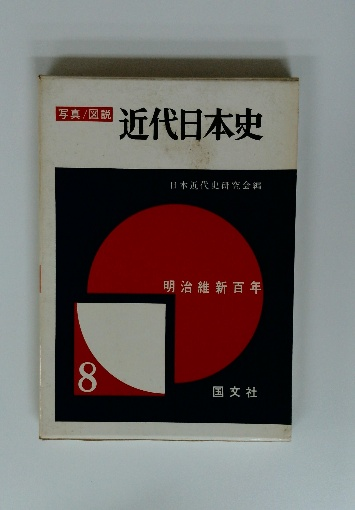 写真/図説 近代日本史
日本近代史研究会編
明治維新百年
8
国文社